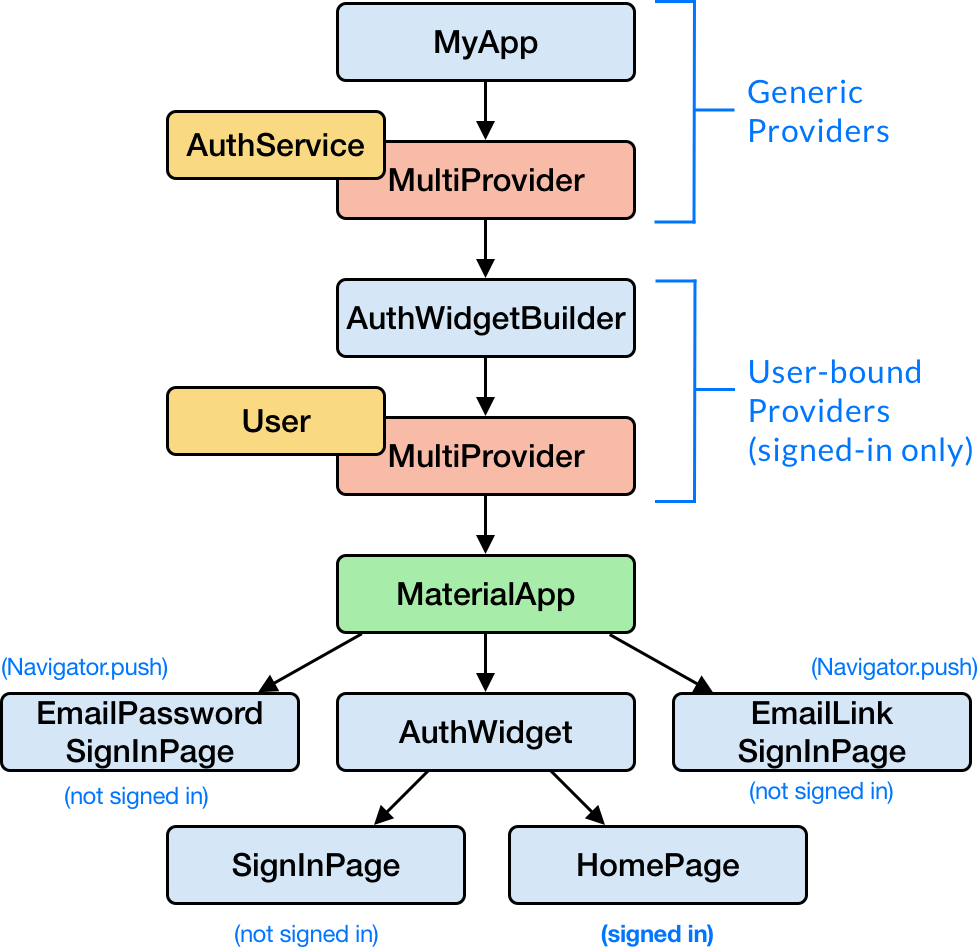 MyApp
Generic
Providers
AuthService
MultiProvider
AuthWidgetBuilder
User-bound
Providers
(signed-in only)
User
MultiProvider
MaterialApp
(Navigator.push)
(Navigator.push)
EmailPassword
SignInPage
AuthWidget
EmailLink
SignInPage
(not signed in)
(not signed in)
SignInPage
HomePage
(not signed in)
(signed in)